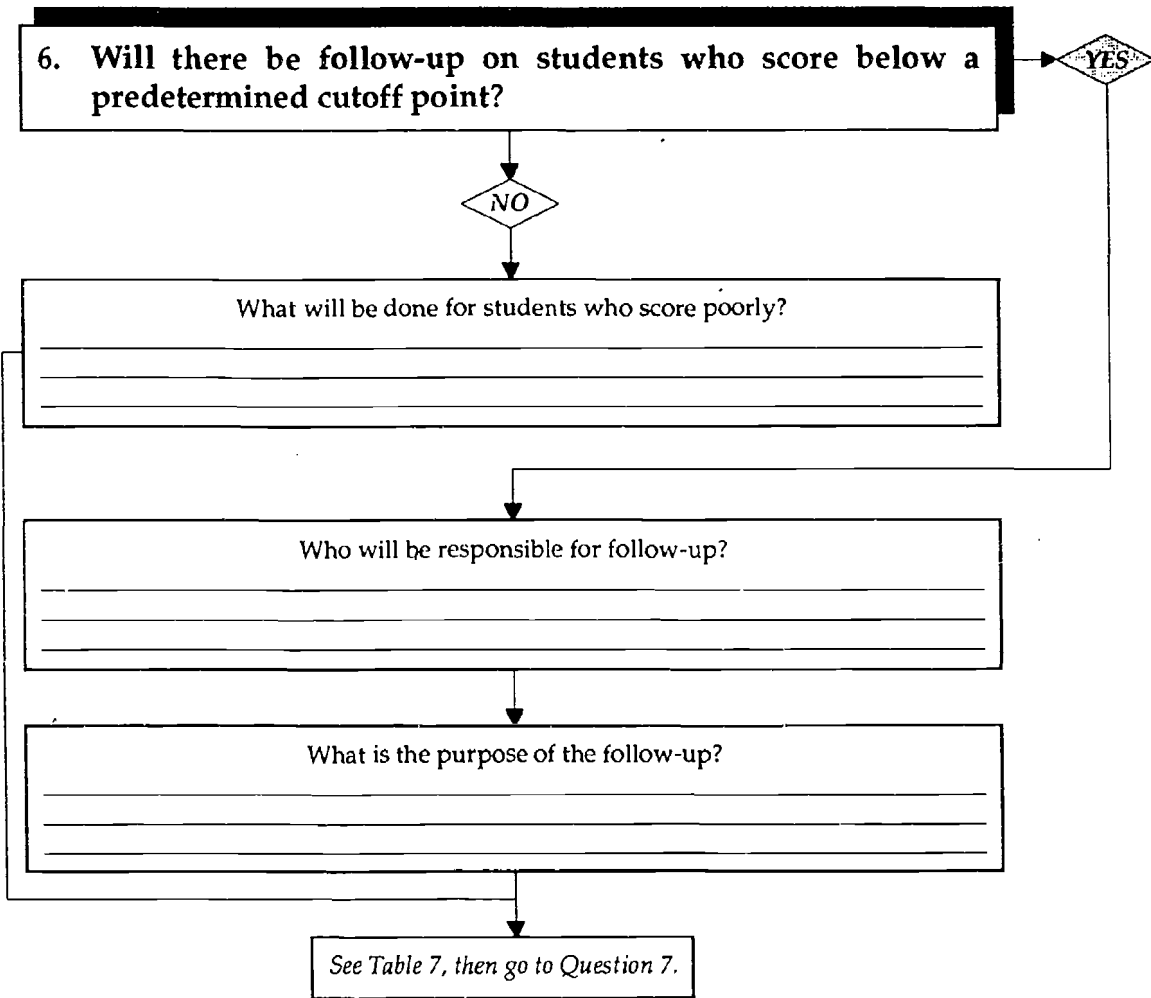 6. Will there be follow-up on students who score below a
predetermined cutoff point?
YES
NO
What will be done for students who score poorly?
Who will be responsible for follow-up?
What is the purpose of the follow-up?
See Table 7, then go to Question 7.